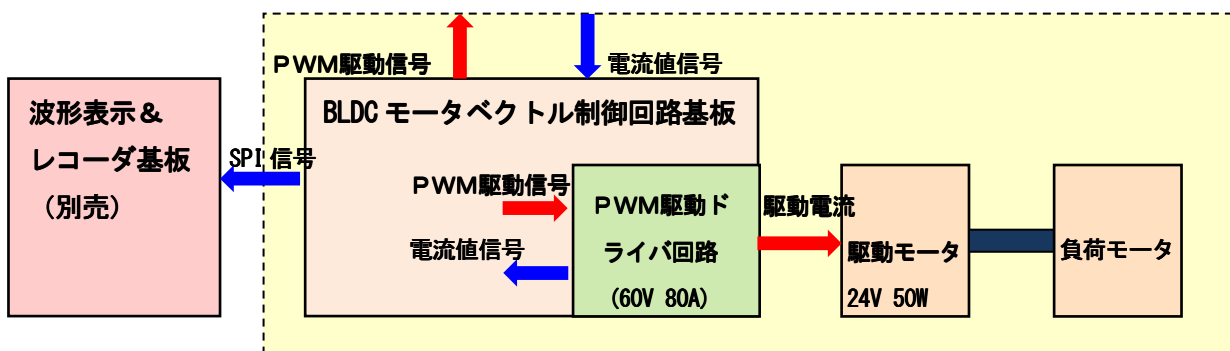 PWM駆動信号
電流値信号
波形表示&
レコーダ基板
(別売)
SPI信号
BLDCモータベクトル制御回路基板
PWM駆動信号
電流値信号
PWM駆動ド
ライバ回路
(60V 80A)
駆動電流
駆動モータ
24V 50W
負荷モータ